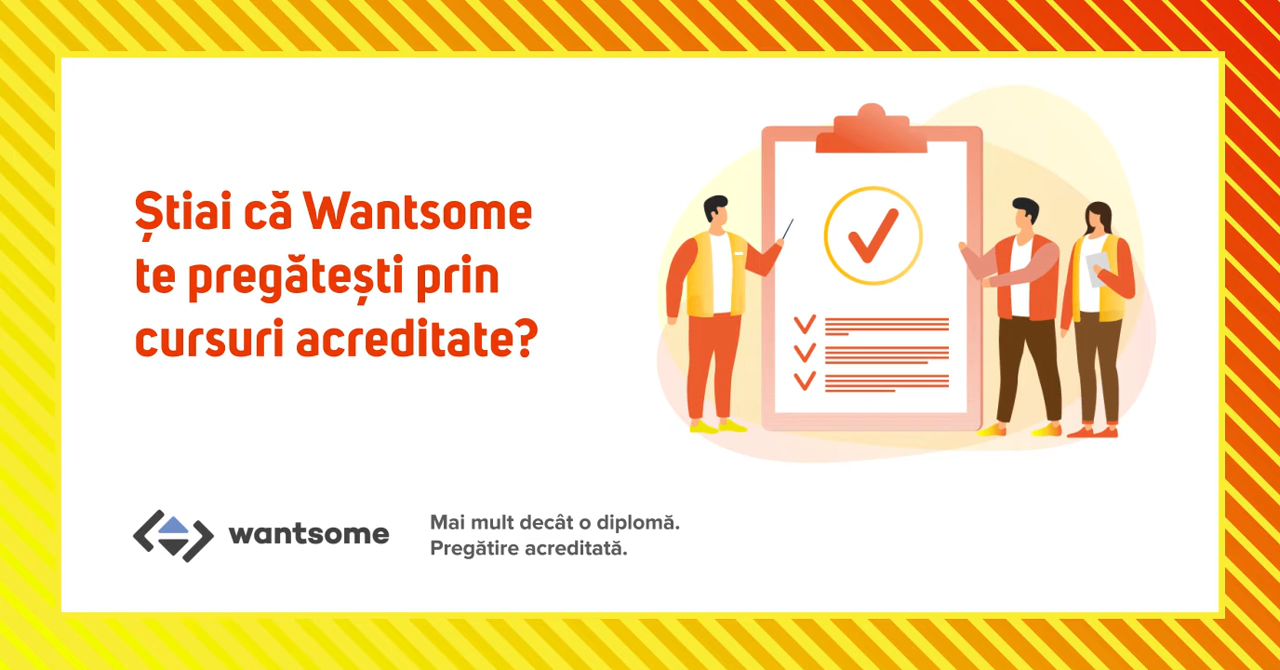 Știai că Wantsome
te pregătești prin
cursuri acreditate?
wantsome
Mai mult decât o diplomă.
Pregătire acreditată.